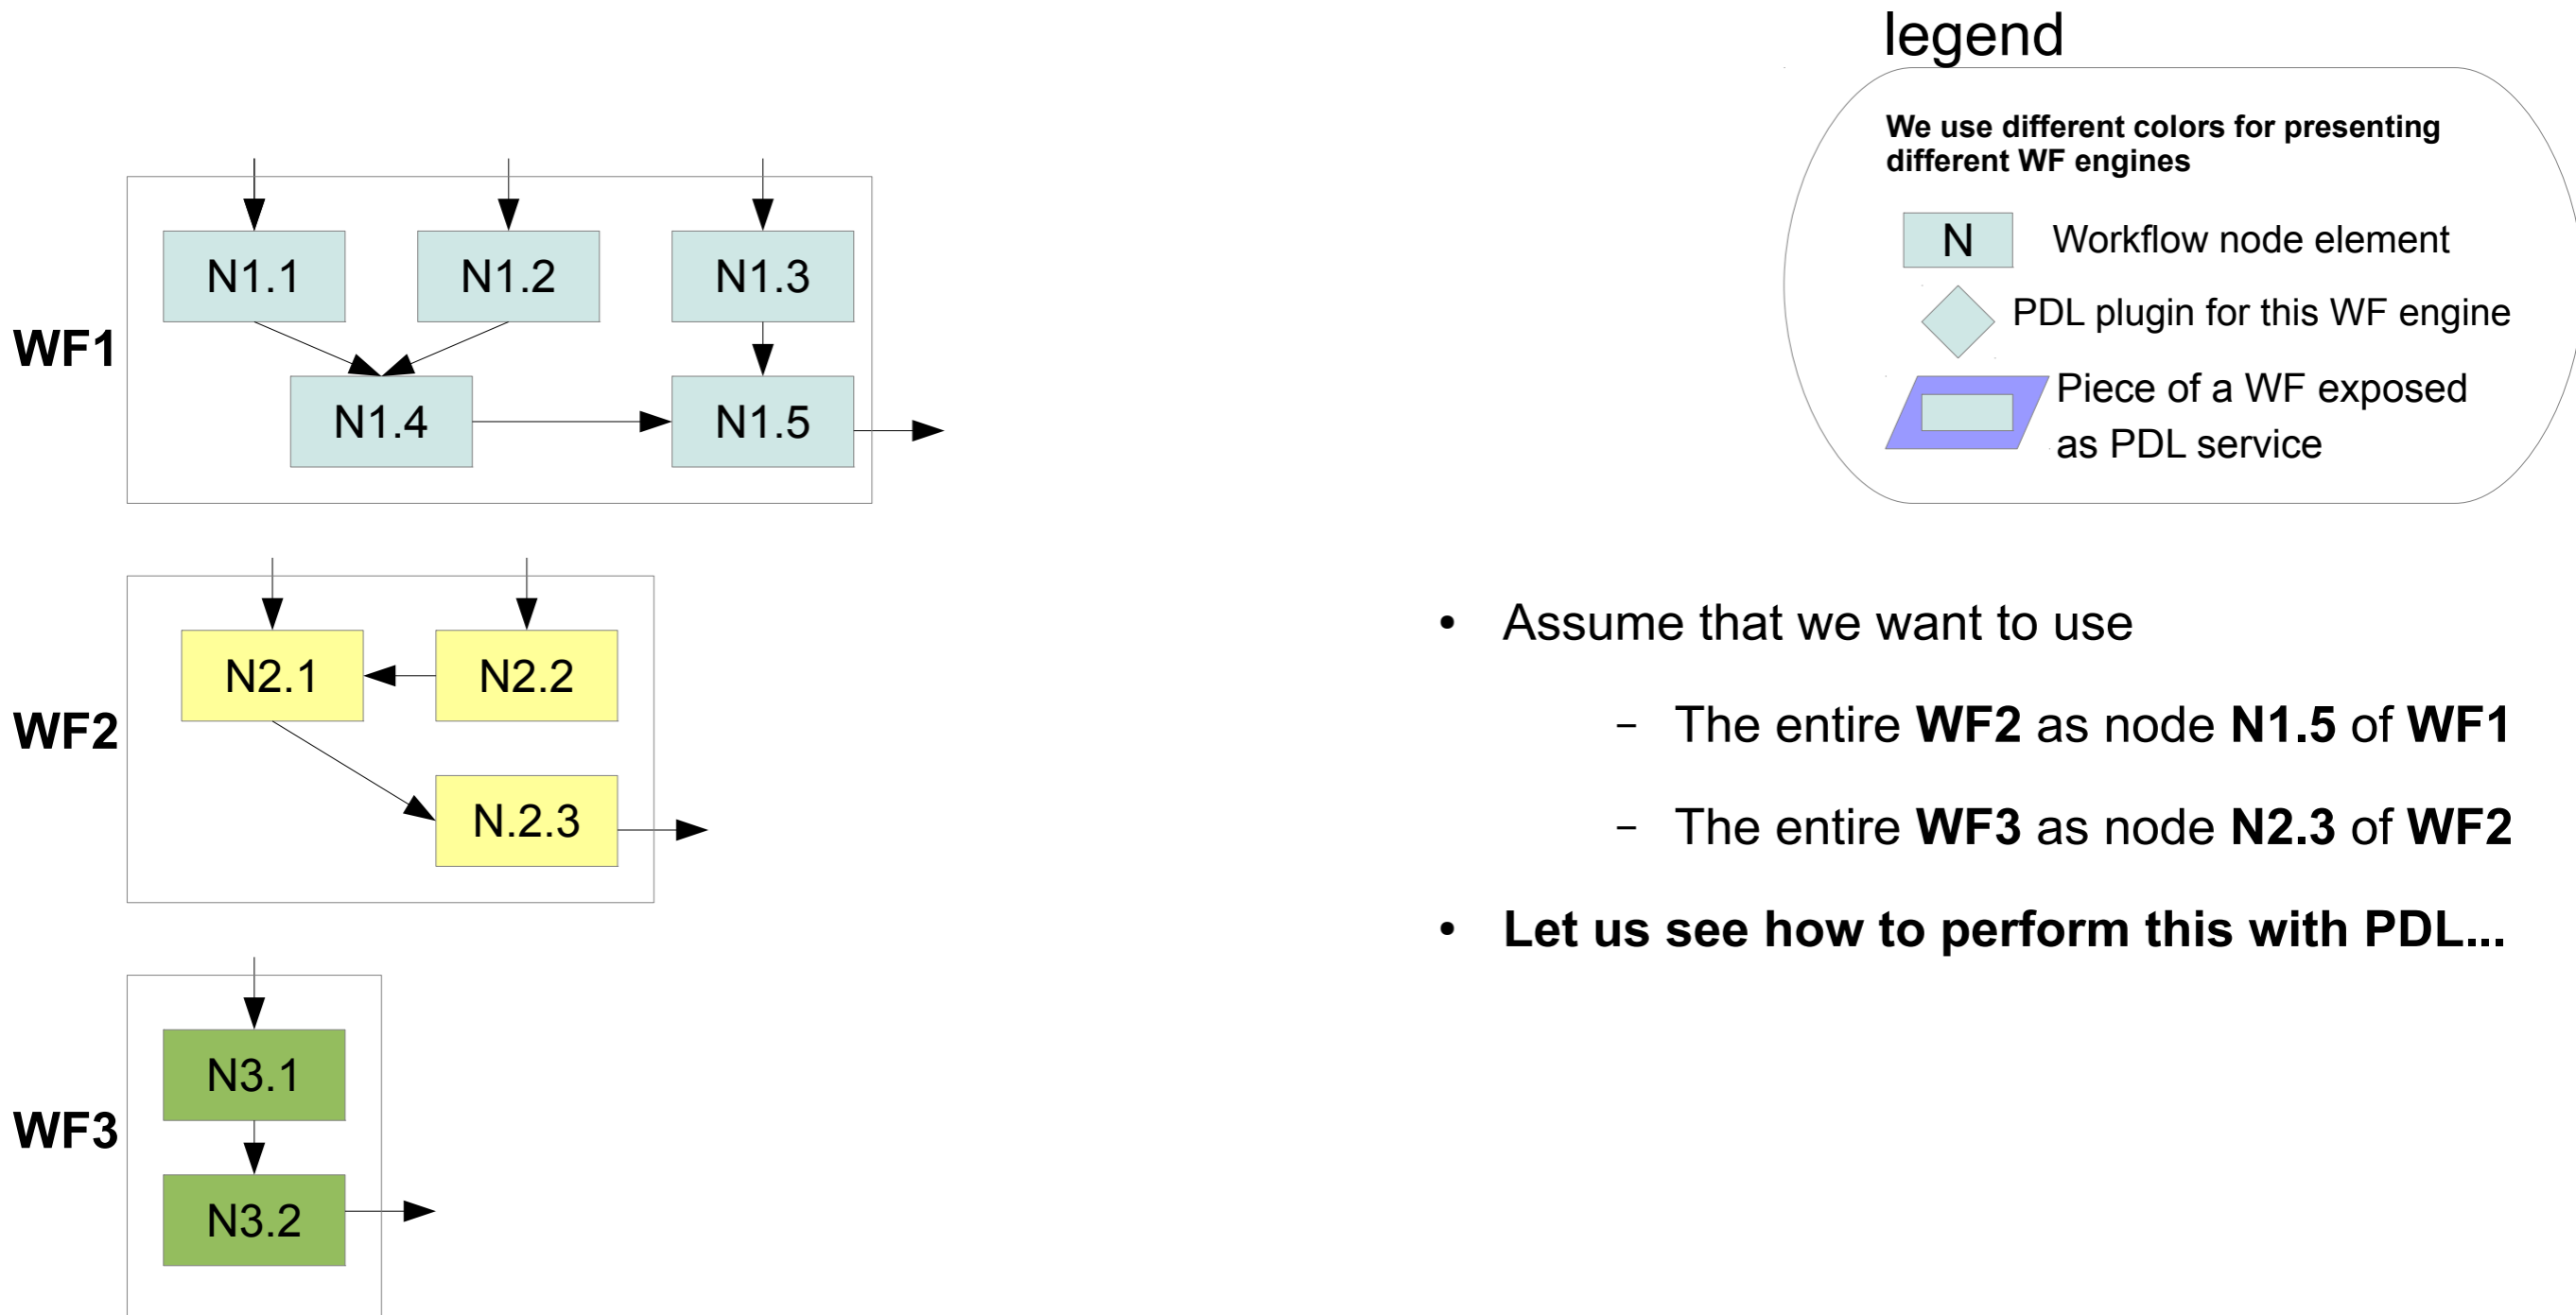 legend
We use different colors for presenting
different WF engines
N
Workflow node element
PDL plugin for this WF engine
Piece of a WF exposed
as PDL service
WF1
N1.1
N1.2
N1.3
N1.4
N1.5
WF2
N2.1
N2.2
N.2.3
WF3
N3.1
N3.2
• Assume that we want to use
– The entire WF2 as node N1.5 of WF1
– The entire WF3 as node N2.3 of WF2
• Let us see how to perform this with PDL...